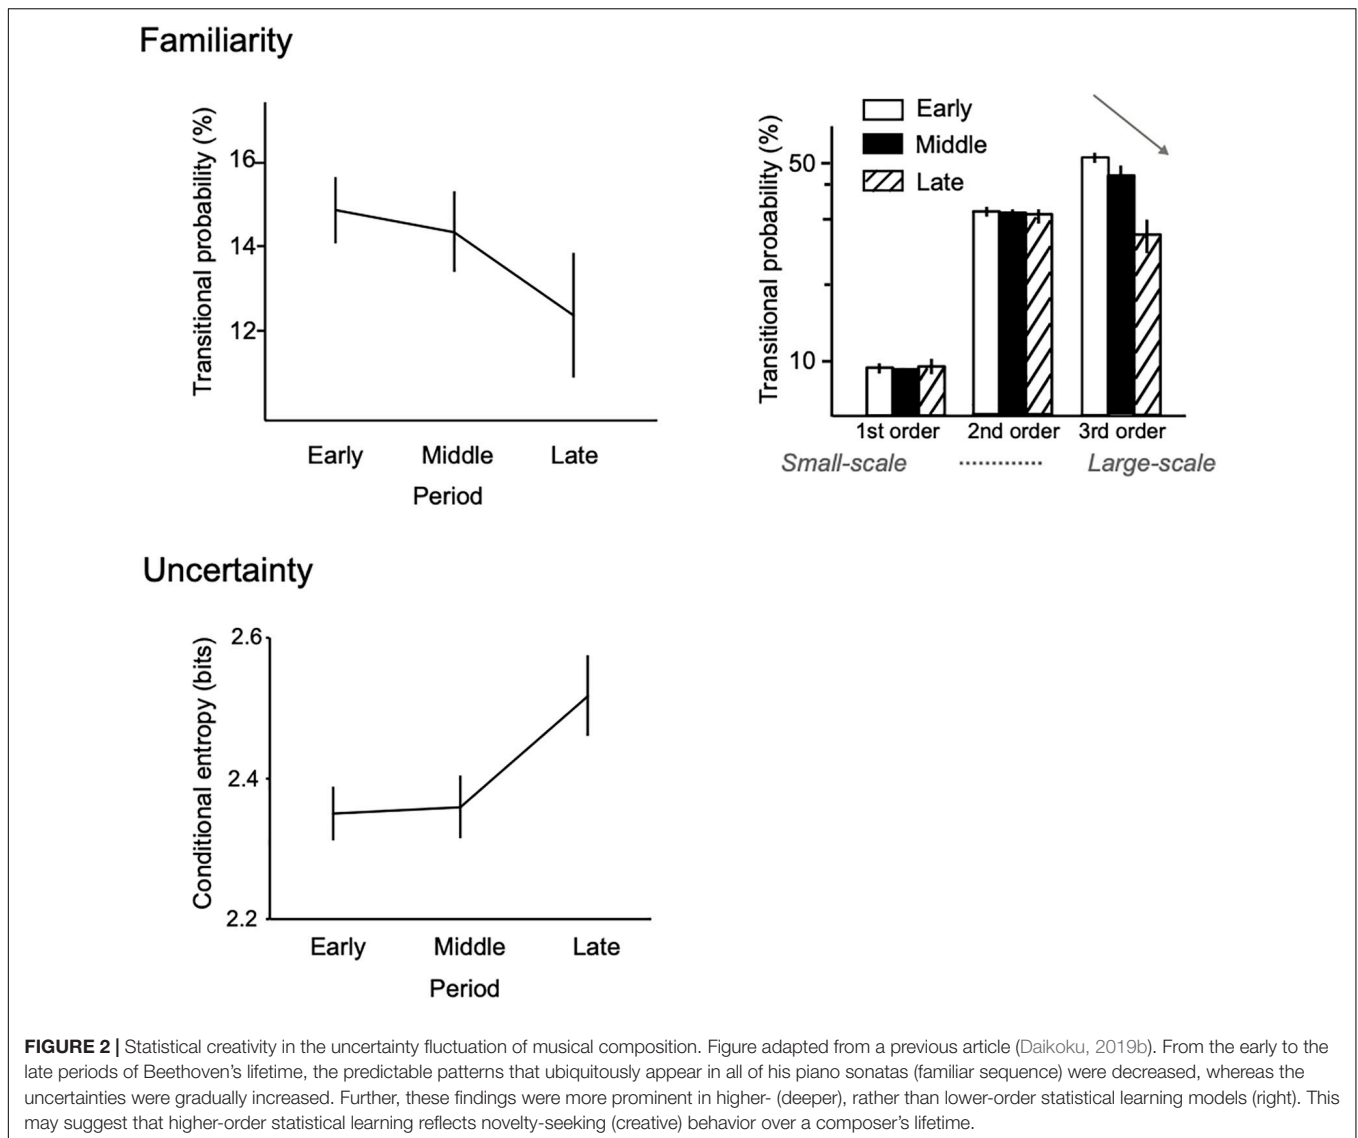 Familiarity
Transitional probability (%)
16
14
12
Early Middle Late
Period
Early
Middle
Late
Transitional probability (%)
50
10
1st order 2nd order 3rd order
Small-scale ............ Large-scale
Uncertainty
Conditional entropy (bits)
2.6
2.4
2.2
Early Middle Late
Period
FIGURE 2 | Statistical creativity in the uncertainty fluctuation of musical composition. Figure adapted from a previous article (Daikoku, 2019b). From the early to the
late periods of Beethoven's lifetime, the predictable patterns that ubiquitously appear in all of his piano sonatas (familiar sequence) were decreased, whereas the
uncertainties were gradually increased. Further, these findings were more prominent in higher- (deeper), rather than lower-order statistical learning models (right). This
may suggest that higher-order statistical learning reflects novelty-seeking (creative) behavior over a composer's lifetime.